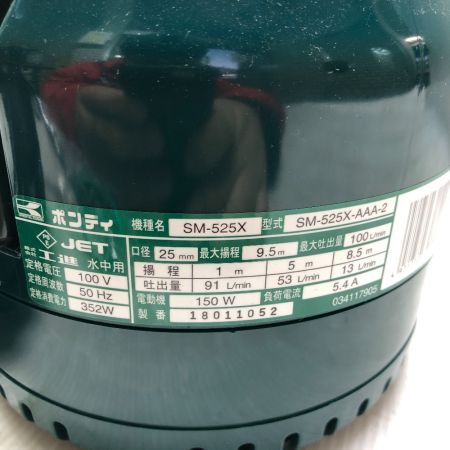 ポンティ 機種名 SM-525X 型式 SM-525X-AAA-2
JET 口径 25 mm 最大揚程 9.5 m 最大吐出量 100 L/min
株式会社 工進 水中用 揚程 1 m 5 m 8.5 m
定格電圧 100 V 吐出量 91 L/min 53 L/min 13 L/min
定格周波数 50 Hz 電動機 150 W 負荷電流 5.4 A
定格消費電力 352W 製番 18011052 034117905